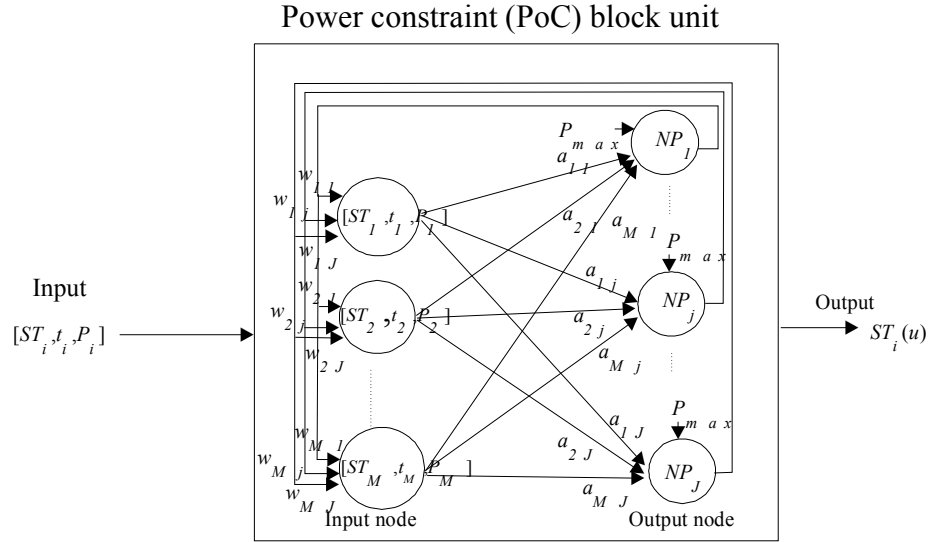 Power constraint (PoC) block unit
P_max
NP_1
a_11
w_11
w_1j
[ST_1,t_1,P_1]
a_21
a_M1
w_1J
P_max
Input
w_21
a_1j
NP_j
Output
[ST_i,t_i,P_i]
w_2j
[ST_2,t_2,P_2]
a_2j
ST_i(u)
w_2J
a_Mj
P_max
w_M1
a_1J
a_2J
w_Mj
[ST_M,t_M,P_M]
NP_J
w_MJ
a_MJ
Input node
Output node